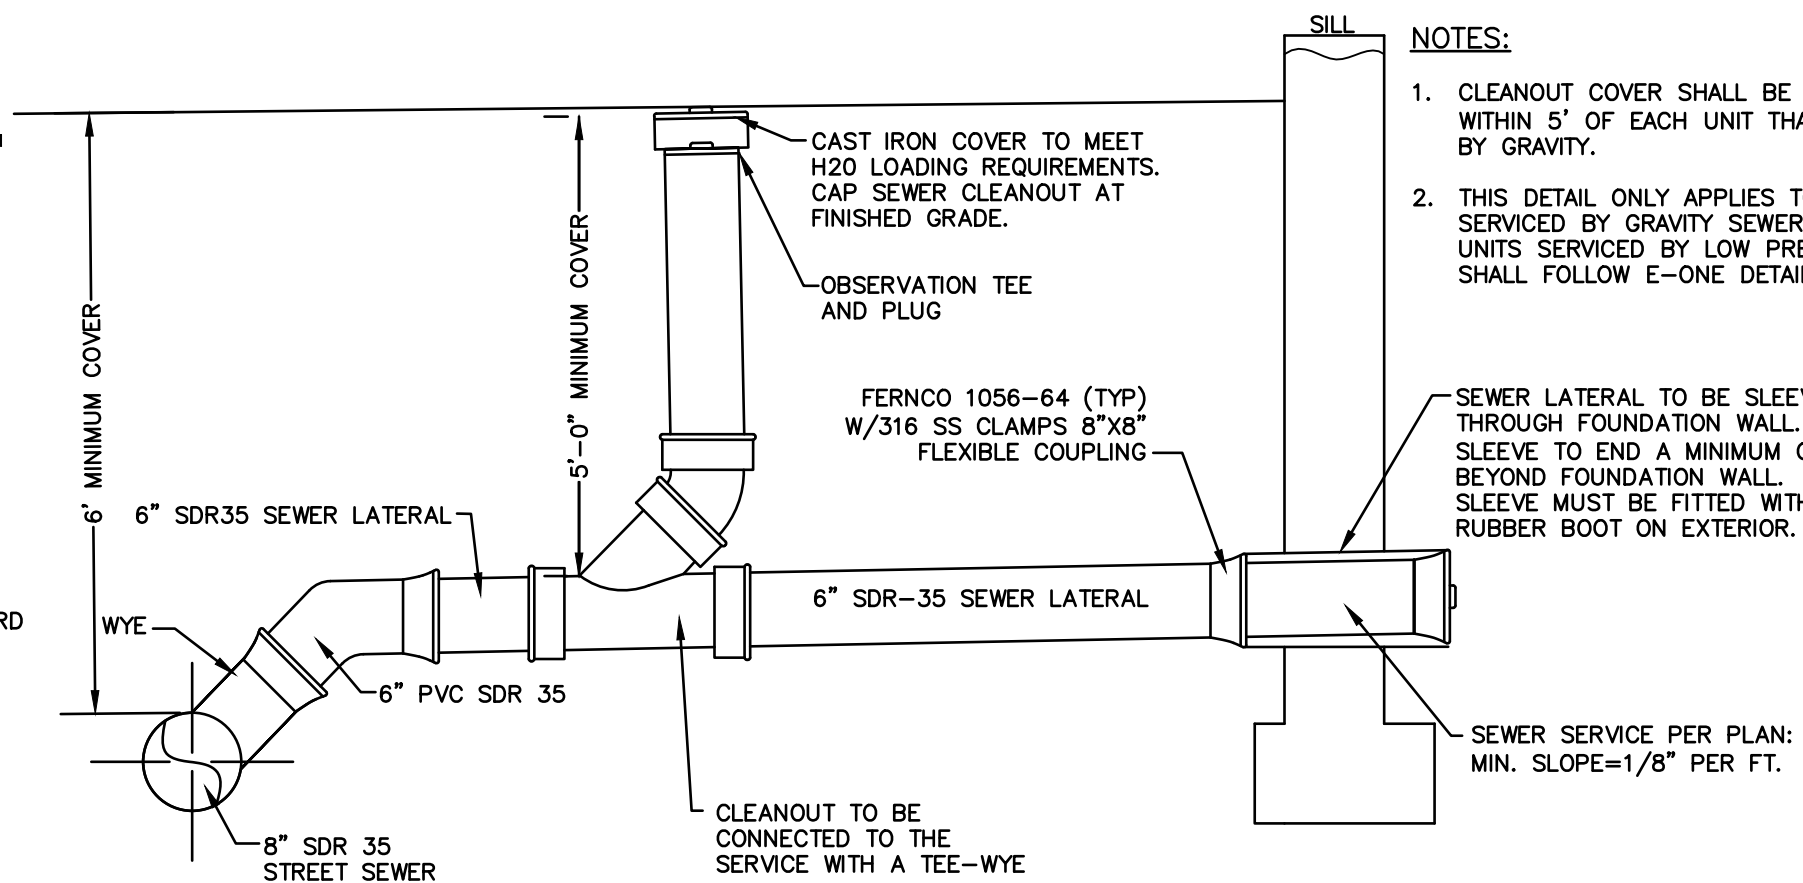 SILL
NOTES:
1. CLEANOUT COVER SHALL BE
WITHIN 5' OF EACH UNIT
BY GRAVITY.
2. THIS DETAIL ONLY APPLIES
SERVICED BY GRAVITY SEWER
UNITS SERVICED BY LOW
SHALL FOLLOW E-ONE
CAST IRON COVER TO MEET
H20 LOADING REQUIREMENTS.
CAP SEWER CLEANOUT AT
FINISHED GRADE.
OBSERVATION TEE
AND PLUG
6' MINIMUM COVER
5'-0" MINIMUM COVER
FERNCO 1056-64 (TYP)
W/316 SS CLAMPS 8"X8"
FLEXIBLE COUPLING
SEWER LATERAL TO BE
THROUGH FOUNDATION WALL.
SLEEVE TO END A MINIMUM
BEYOND FOUNDATION WALL.
SLEEVE MUST BE FITTED
RUBBER BOOT ON EXTERIOR.
6" SDR35 SEWER LATERAL
6" SDR-35 SEWER LATERAL
WYE
6" PVC SDR 35
SEWER SERVICE PER PLAN:
MIN. SLOPE=1/8" PER FT.
CLEANOUT TO BE
CONNECTED TO THE
SERVICE WITH A TEE-WYE
8" SDR 35
STREET SEWER